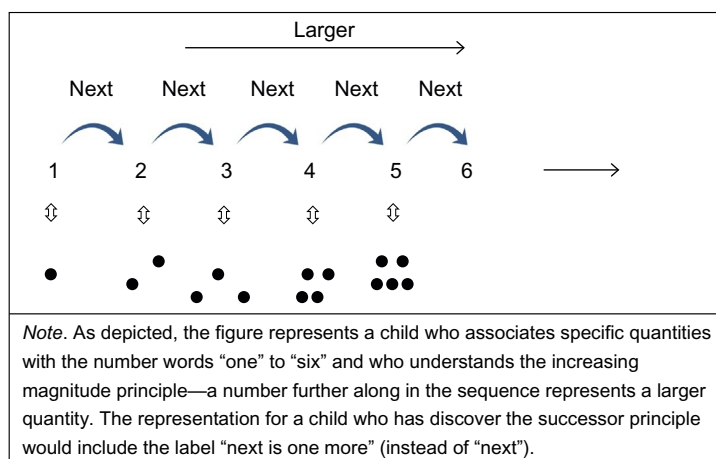 Larger
Next Next Next Next Next
1 2 3 4 5 6
Note. As depicted, the figure represents a child who associates specific quantities
with the number words “one” to “six” and who understands the increasing
magnitude principle—a number further along in the sequence represents a larger
quantity. The representation for a child who has discover the successor principle
would include the label “next is one more” (instead of “next”).